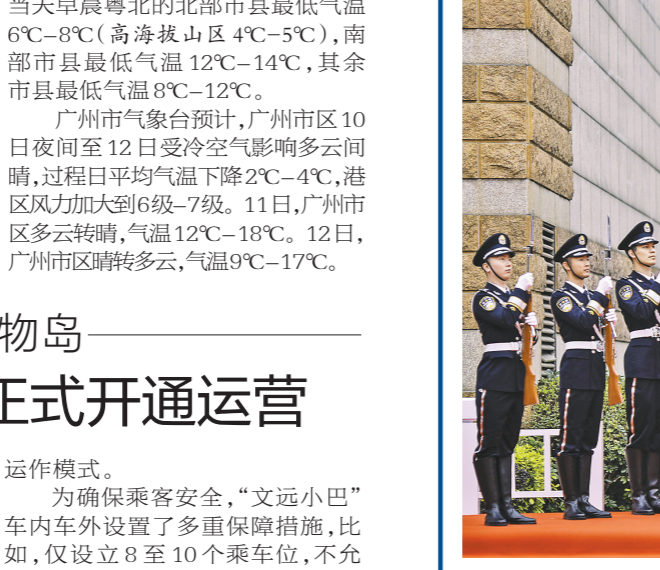 当天早晨粤北的北部市县最低气温
6℃–8℃(高海拔山区4℃–5℃),南
部市县最低气温12℃–14℃,其余
市县最低气温8℃–12℃。
广州市气象台预计,广州市区10
日夜间至12日受冷空气影响多云间
晴,过程日平均气温下降2℃–4℃,港
区风力加大到6级–7级。11日,广州市
区多云转晴,气温12℃–18℃。12日,
广州市区晴转多云,气温9℃–17℃。
物岛
正式开通运营
运作模式。
为确保乘客安全,“文远小巴”
车内车外设置了多重保障措施,比
如,仅设立8至10个乘车位,不允